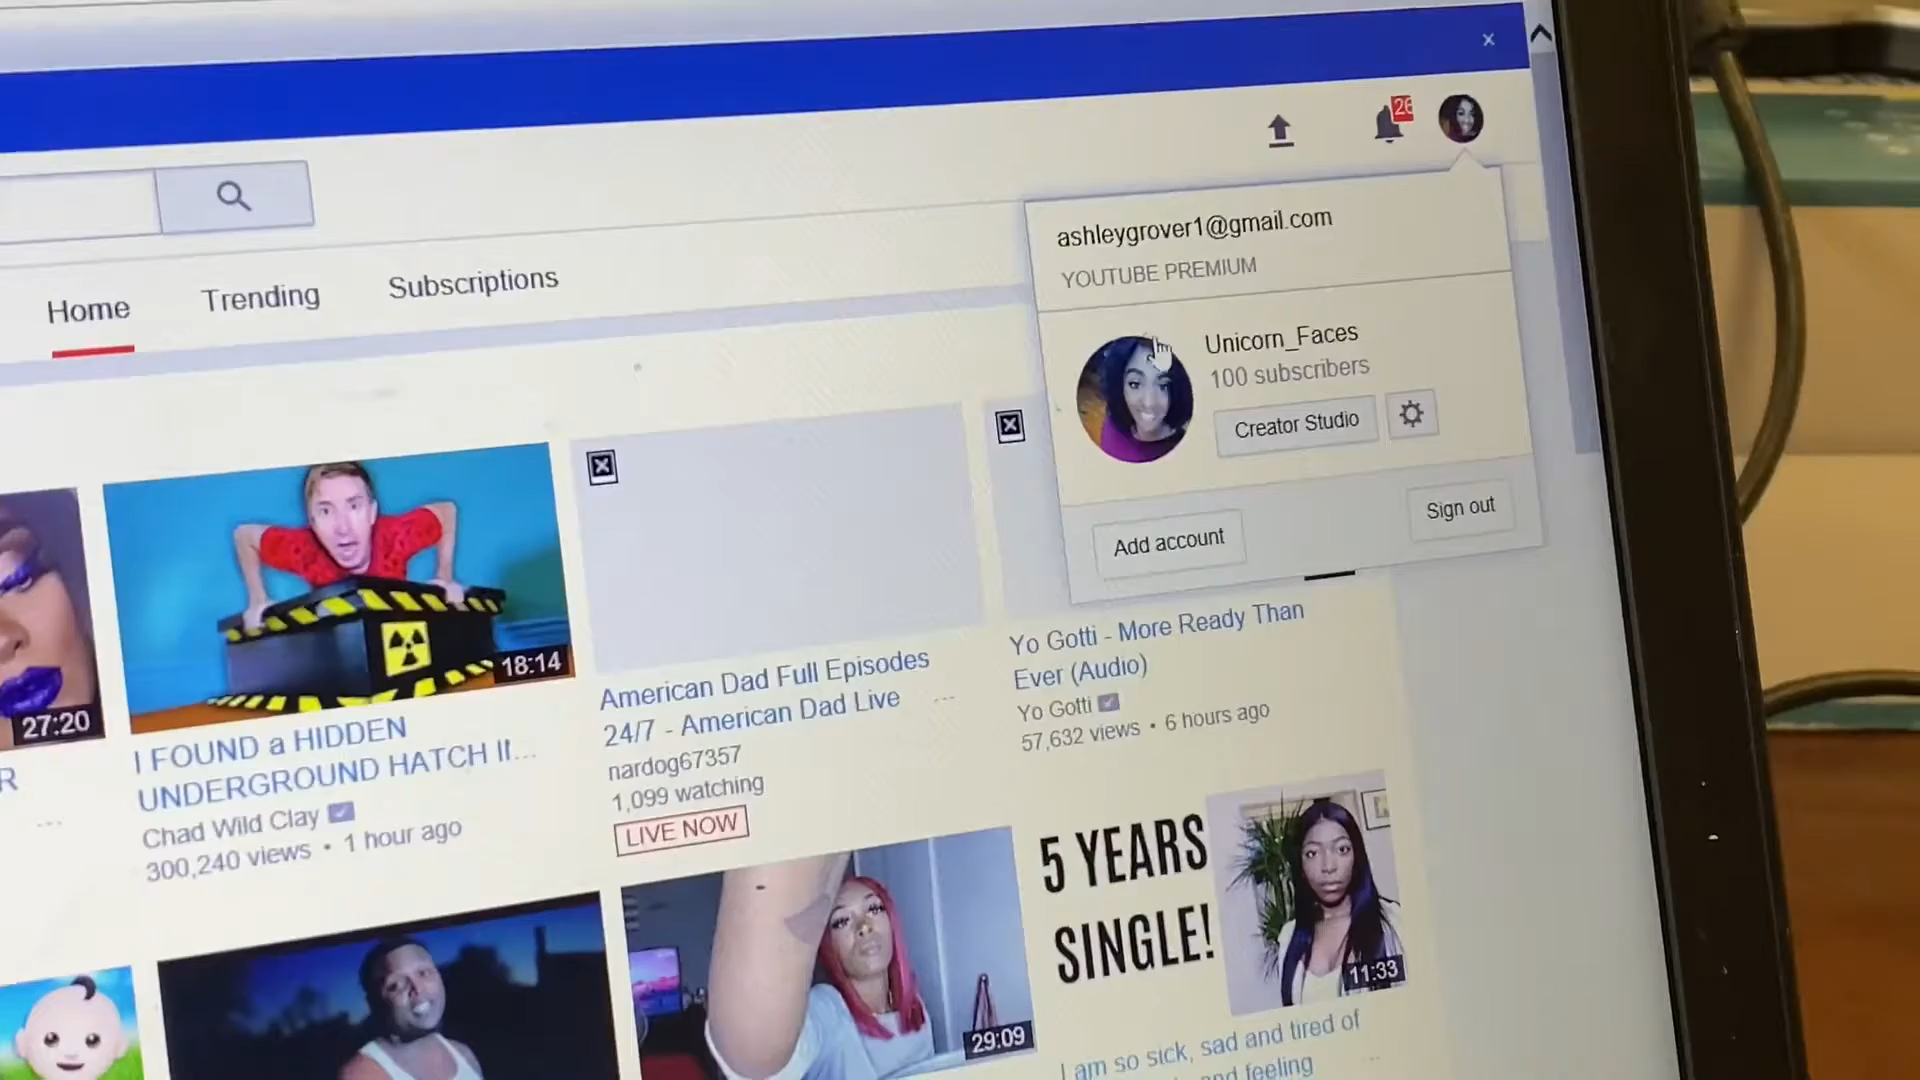 26
ashleygrover1@gmail.com
YOUTUBE PREMIUM
Home
Trending
Subscriptions
Unicorn_Faces
100 subscribers
Creator Studio
Add account
Sign out
27:20
R
...
18:14
I FOUND a HIDDEN
UNDERGROUND HATCH II...
Chad Wild Clay
300,240 views • 1 hour ago
American Dad Full Episodes
24/7 - American Dad Live
nardog67357
1,099 watching
LIVE NOW
Yo Gotti - More Ready Than
Ever (Audio)
Yo Gotti
57,632 views • 6 hours ago
29:09
5 YEARS
SINGLE!
11:33
I am so sick, sad and tired of
and feeling